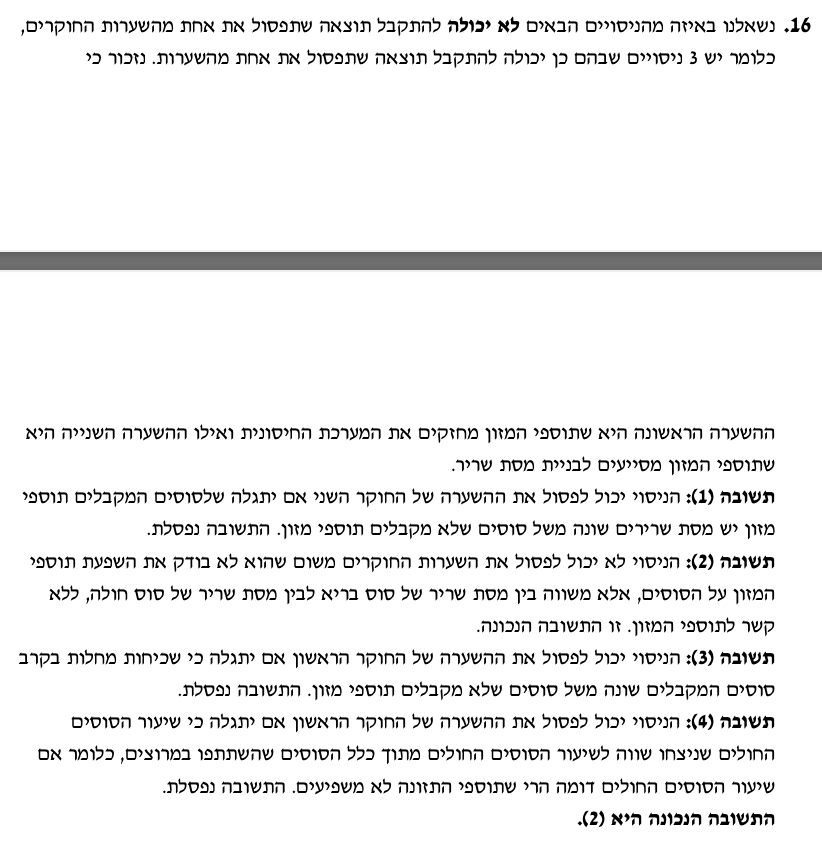 16. נשאלנו באיזה מהניסויים הבאים לא יכולה להתקבל תוצאה שתפסול את אחת מהשערות החוקרים,
כלומר יש 3 ניסויים שבהם כן יכולה להתקבל תוצאה שתפסול את אחת מהשערות. נזכור כי
ההשערה הראשונה היא שתוספי המזון מחזקים את המערכת החיסונית ואילו ההשערה השנייה היא
שתוספי המזון מסייעים לבניית מסת שריר.
תשובה (1): הניסוי יכול לפסול את ההשערה של החוקר השני אם יתגלה שלסוסים המקבלים תוספי
מזון יש מסת שרירים שונה משל סוסים שלא מקבלים תוספי מזון. התשובה נפסלת.
תשובה (2): הניסוי לא יכול לפסול את השערות החוקרים משום שהוא לא בודק את השפעת תוספי
המזון על הסוסים, אלא משווה בין מסת שריר של סוס בריא לבין מסת שריר של סוס חולה, ללא
קשר לתוספי המזון. זו התשובה הנכונה.
תשובה (3): הניסוי יכול לפסול את ההשערה של החוקר הראשון אם יתגלה כי שכיחות מחלות בקרב
סוסים המקבלים שונה משל סוסים שלא מקבלים תוספי מזון. התשובה נפסלת.
תשובה (4): הניסוי יכול לפסול את ההשערה של החוקר הראשון אם יתגלה כי שיעור הסוסים
החולים שניצחו שווה לשיעור הסוסים החולים מתוך כלל הסוסים שהשתתפו במרוצים, כלומר אם
שיעור הסוסים החולים דומה הרי שתוספי התזונה לא משפיעים. התשובה נפסלת.
התשובה הנכונה היא (2).